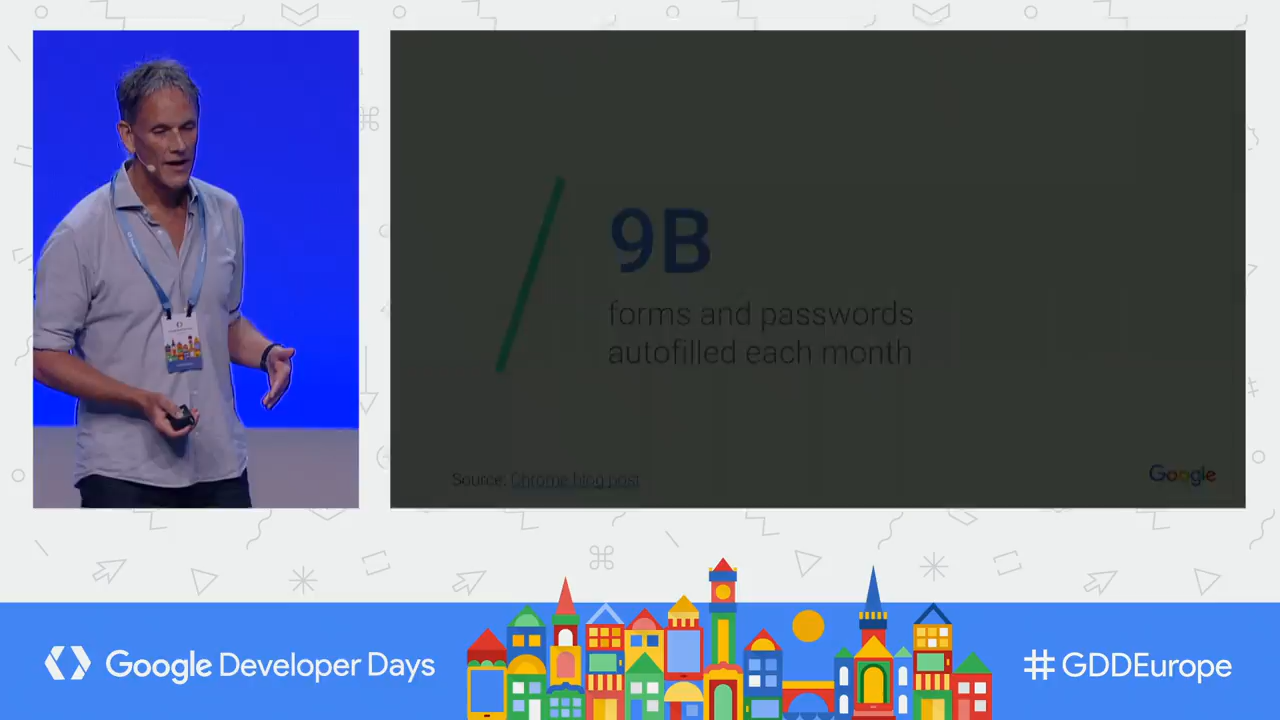 9B
forms and passwords
autofilled each month
Source: Chrome blog post
Google
Google Developer Days
#GDDEurope